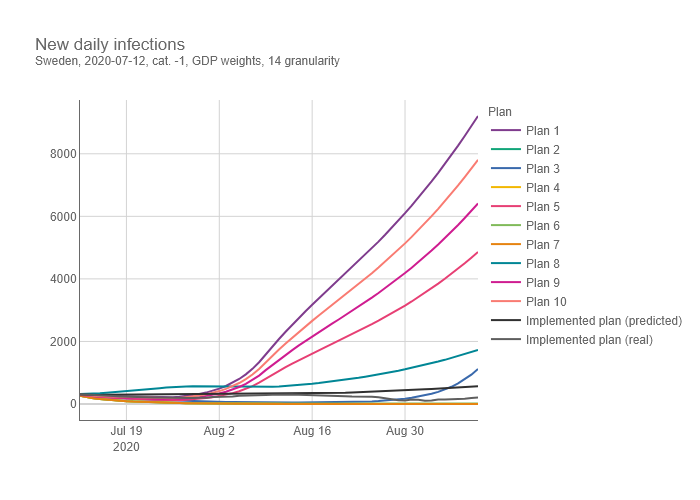 New daily infections
Sweden, 2020-07-12, cat. -1, GDP weights, 14 granularity
Plan
Plan 1
Plan 2
Plan 3
Plan 4
Plan 5
Plan 6
Plan 7
Plan 8
Plan 9
Plan 10
Implemented plan (predicted)
Implemented plan (real)
8000
6000
4000
2000
0
Jul 19
2020
Aug 2
Aug 16
Aug 30